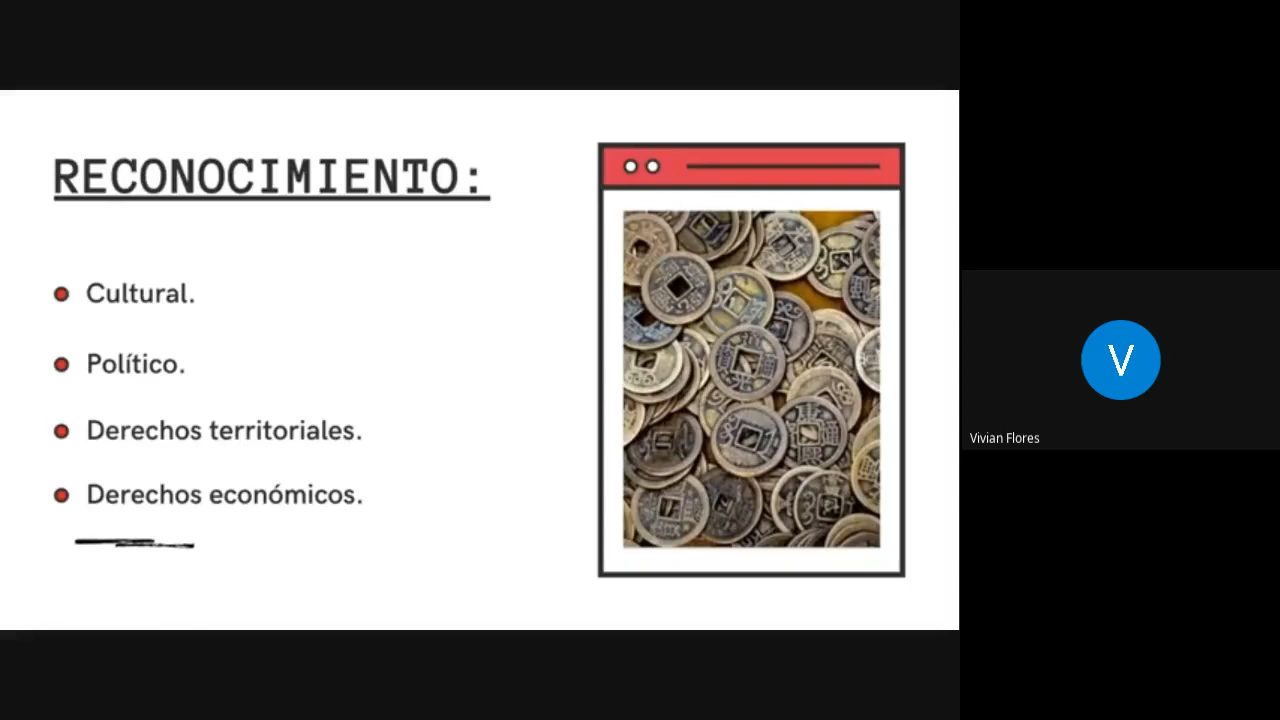 RECONOCIMIENTO:
Cultural.
Político.
Derechos territoriales.
Derechos económicos.
V
Vivian Flores